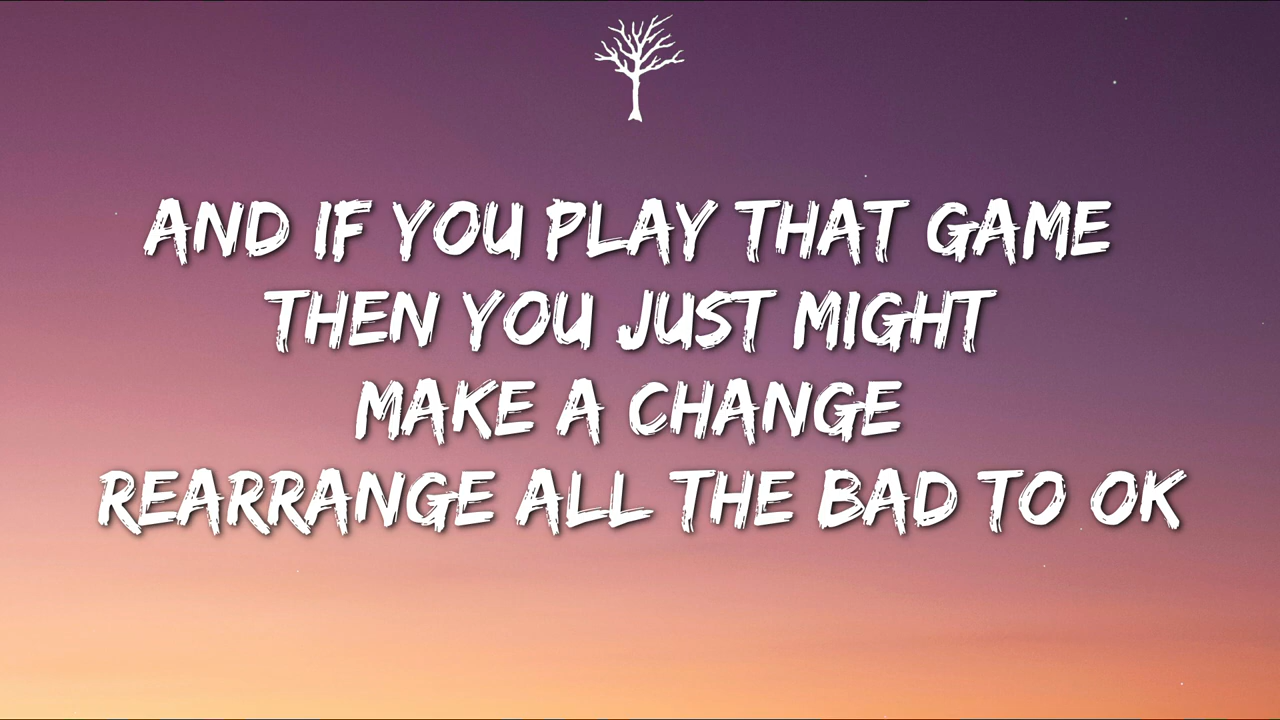 AND IF YOU PLAY THAT GAME
THEN YOU JUST MIGHT
MAKE A CHANGE
REARRANGE ALL THE BAD TO OK